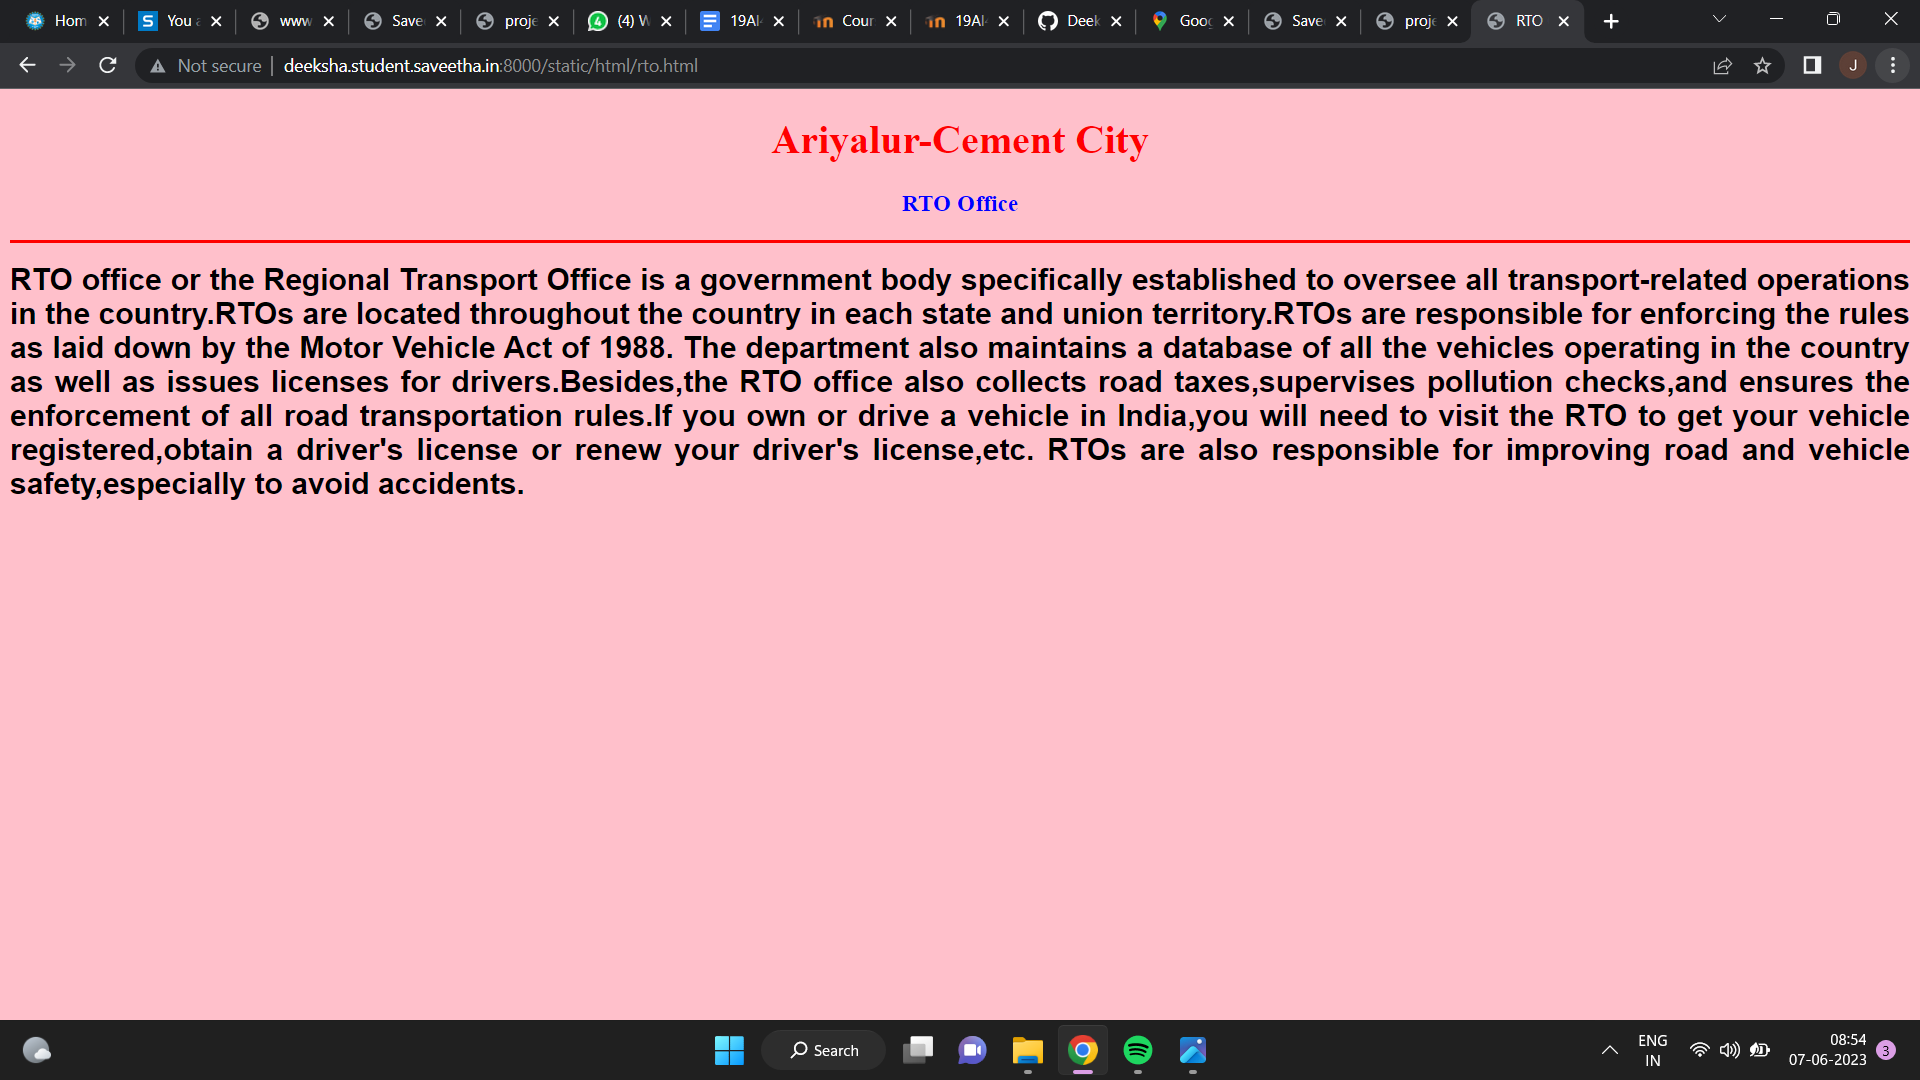 Hom
You a
www
Save
proje
(4) W
19AI
Cour
19AI-
Deek
Goog
Save
proje
RTO
Not secure
deeksha.student.saveetha.in:8000/static/html/rto.html
J
Ariyalur-Cement City
RTO Office
RTO office or the Regional Transport Office is a government body specifically established to oversee all transport-related operations
in the country.RTOs are located throughout the country in each state and union territory.RTOs are responsible for enforcing the rules
as laid down by the Motor Vehicle Act of 1988. The department also maintains a database of all the vehicles operating in the country
as well as issues licenses for drivers.Besides,the RTO office also collects road taxes,supervises pollution checks,and ensures the
enforcement of all road transportation rules.If you own or drive a vehicle in India,you will need to visit the RTO to get your vehicle
registered,obtain a driver's license or renew your driver's license,etc. RTOs are also responsible for improving road and vehicle
safety,especially to avoid accidents.
Search
ENG
IN
08:54
07-06-2023
3